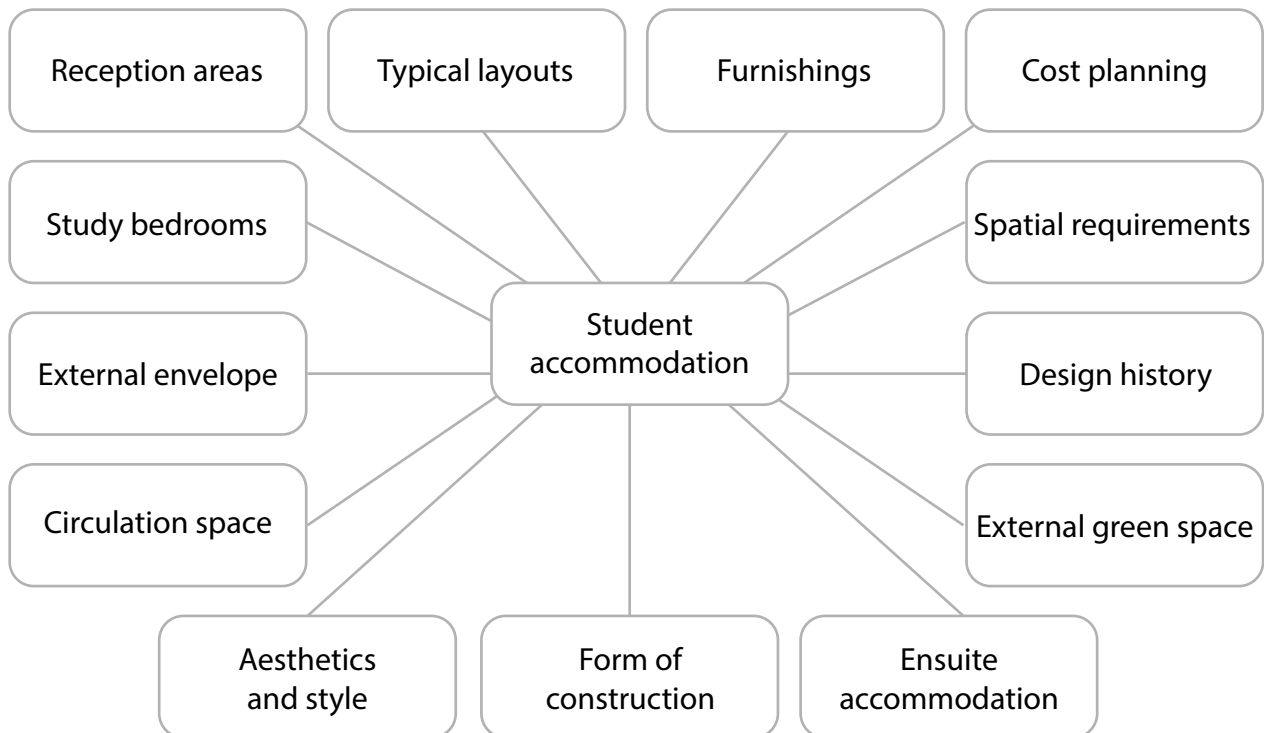 Reception areas
Typical layouts
Furnishings
Cost planning
Study bedrooms
Spatial requirements
Student
accommodation
External envelope
Design history
Circulation space
External green space
Aesthetics
and style
Form of
construction
Ensuite
accommodation